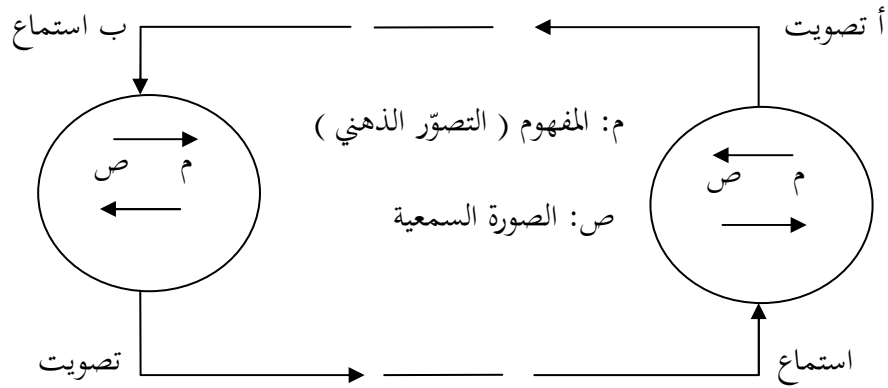 أ تصويت
ب استماع
م: المفهوم ( التصوّر الذهني )
م ص
م ص
ص: الصورة السمعية
استماع
تصويت